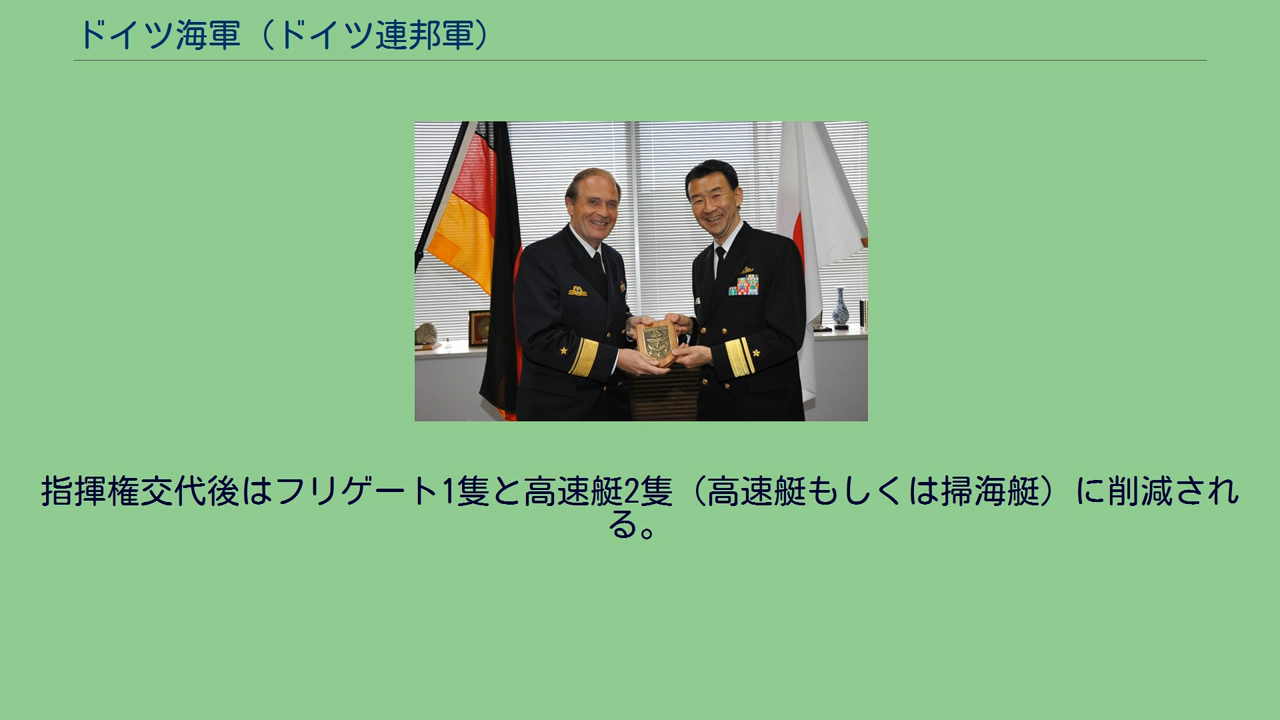 ドイツ海軍（ドイツ連邦軍）
指揮権交代後はフリゲート1隻と高速艇2隻（高速艇もしくは掃海艇）に削減され
る。